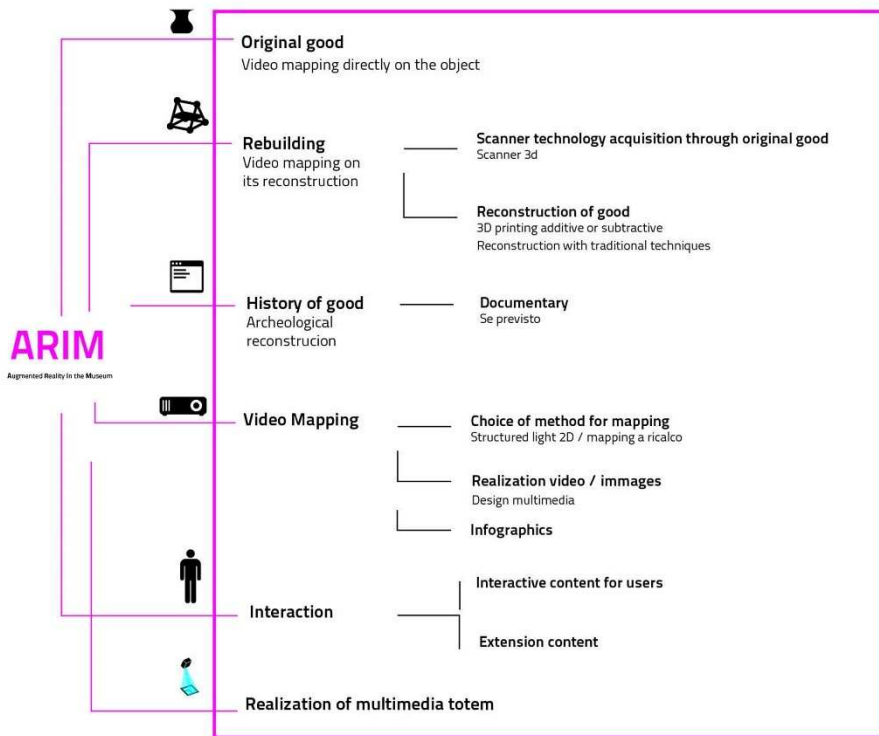 Original good
Video mapping directly on the object
Rebuilding
Video mapping on
its reconstruction
Scanner technology acquisition through original good
Scanner 3d
Reconstruction of good
3D printing additive or subtractive
Reconstruction with traditional techniques
History of good
Archeological
reconstrucion
Documentary
Se previsto
ARIM
Augmented Reality In the Museum
Video Mapping
Choice of method for mapping
Structured light 2D / mapping a ricalco
Realization video / immages
Design multimedia
Infographics
Interaction
Interactive content for users
Extension content
Realization of multimedia totem